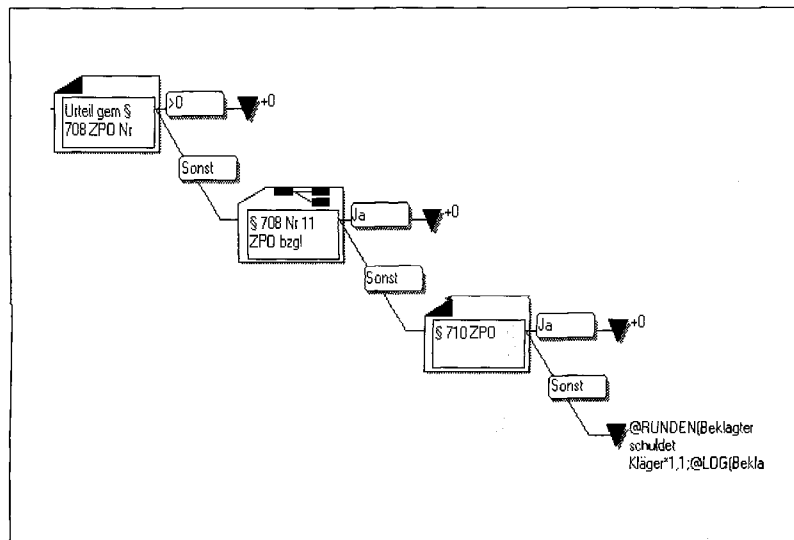 Urteil gem §
708 ZPO Nr
>0
+0
Sonst
§ 708 Nr 11
ZPO bzgl
Ja
+0
Sonst
§ 710 ZPO
Ja
+0
Sonst
@RUNDEN(Beklagter
schuldet
Kläger*1,1;@LOG(Bekla